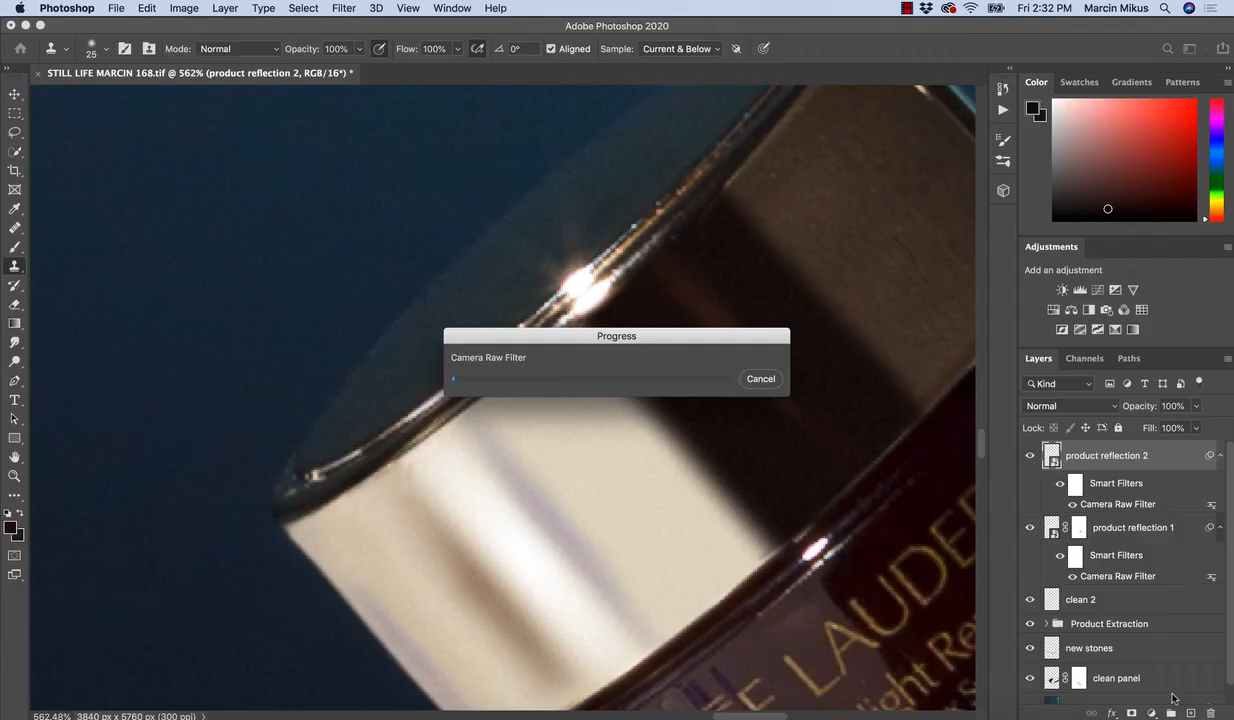 Photoshop File Edit Image Layer Type Select Filter 3D View Window Help Fri 2:32 PM Marcin Mikus
Adobe Photoshop 2020
25 Mode: Normal Opacity: 100% Flow: 100% 0° Aligned Sample: Current & Below
× STILL LIFE MARCIN 168.tif @ 562% (product reflection 2, RGB/16*) *
Color Swatches Gradients Patterns
Adjustments
Add an adjustment
Progress
Camera Raw Filter
Cancel
Layers Channels Paths
Kind
Normal Opacity: 100%
Lock: Fill: 100%
product reflection 2
Smart Filters
Camera Raw Filter
product reflection 1
Smart Filters
Camera Raw Filter
clean 2
Product Extraction
new stones
clean panel
LAUDER
562.48% 3840 px x 5760 px (300 ppi)